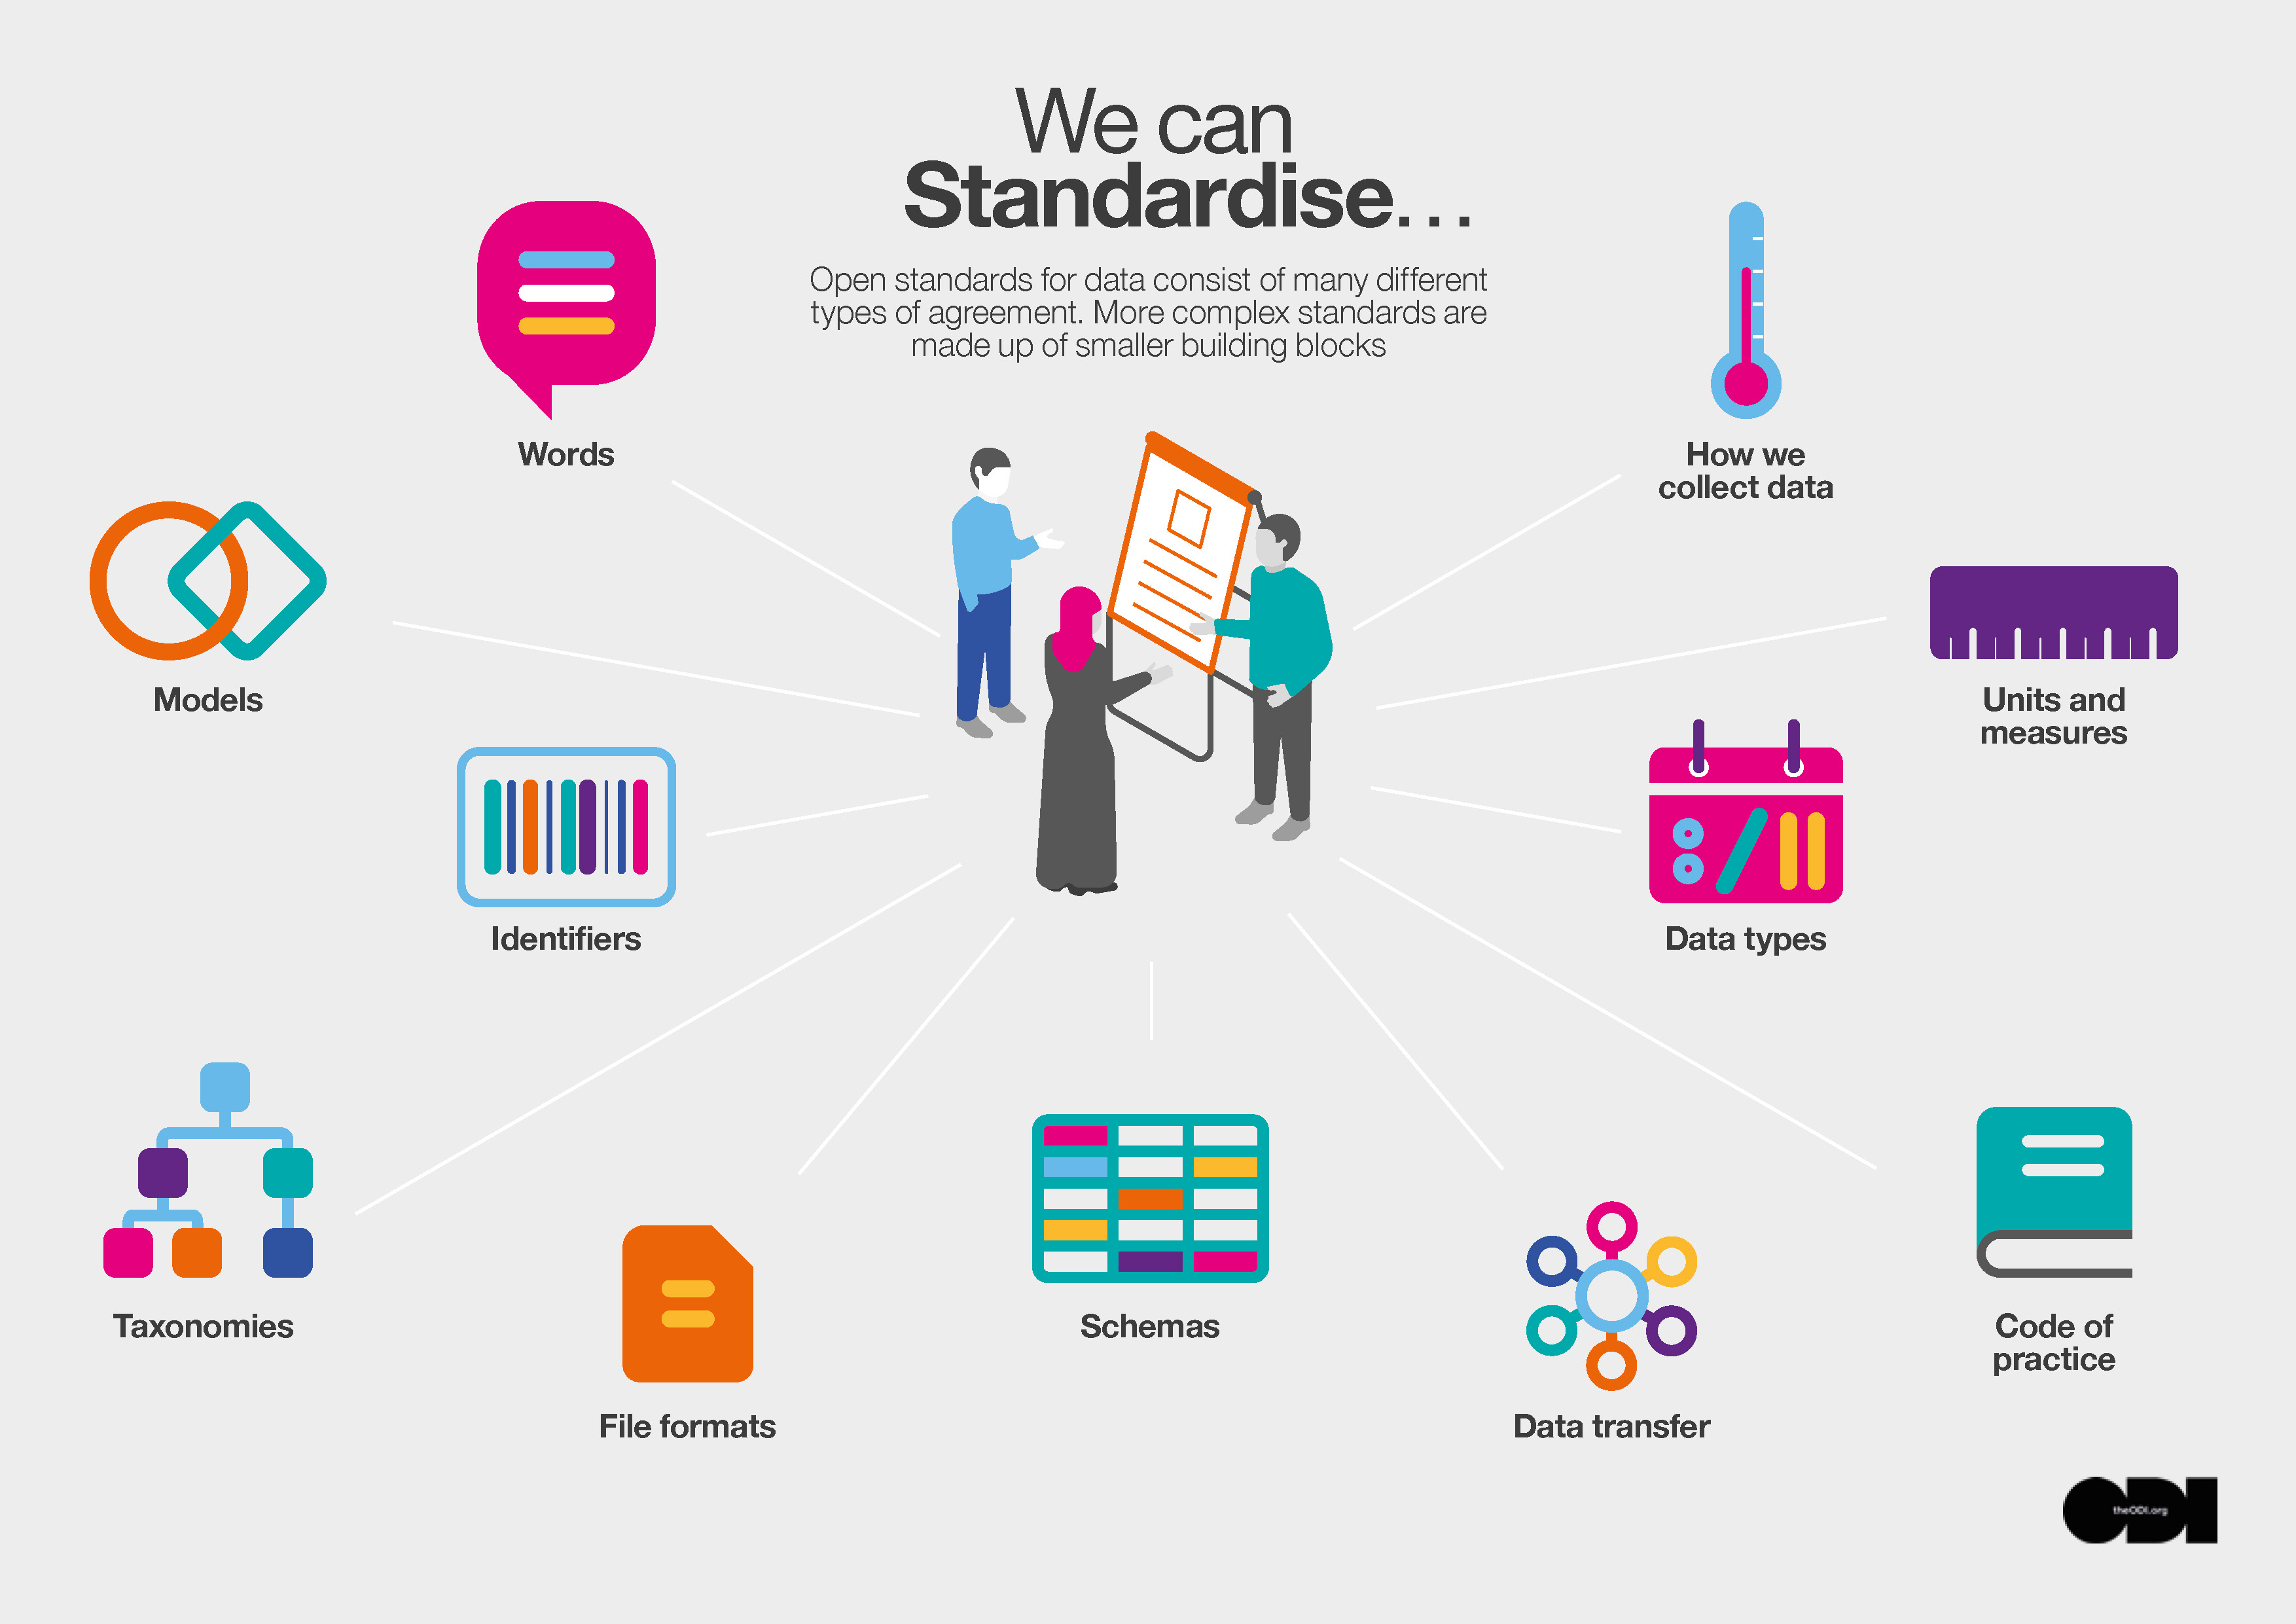 We can
Standardise...
Open standards for data consist of many different
types of agreement. More complex standards are
made up of smaller building blocks
Words
How we
collect data
Models
Units and
measures
Identifiers
Data types
Taxonomies
Schemas
Code of
practice
File formats
Data transfer
ODI
theODI.org